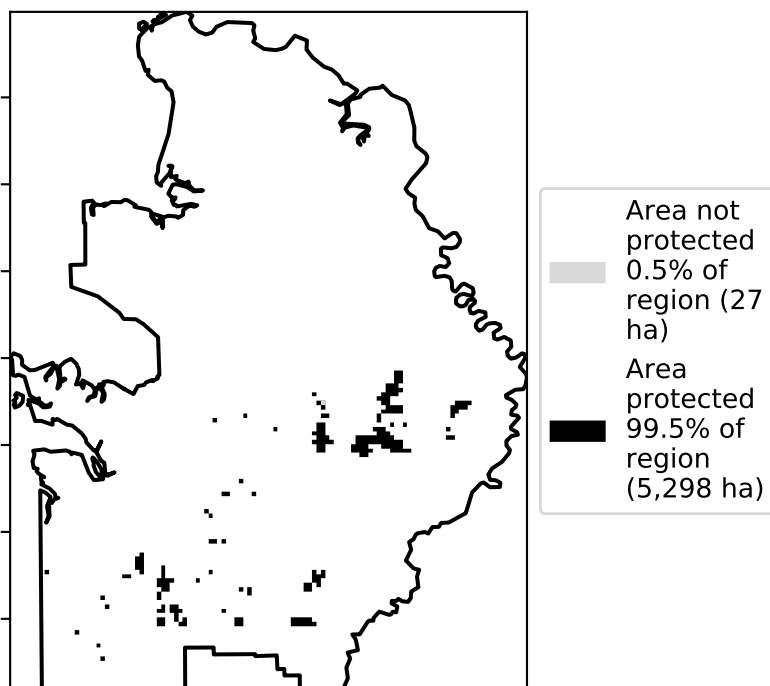 Area not
protected
0.5% of
region (27
ha)
Area
protected
99.5% of
region
(5,298 ha)